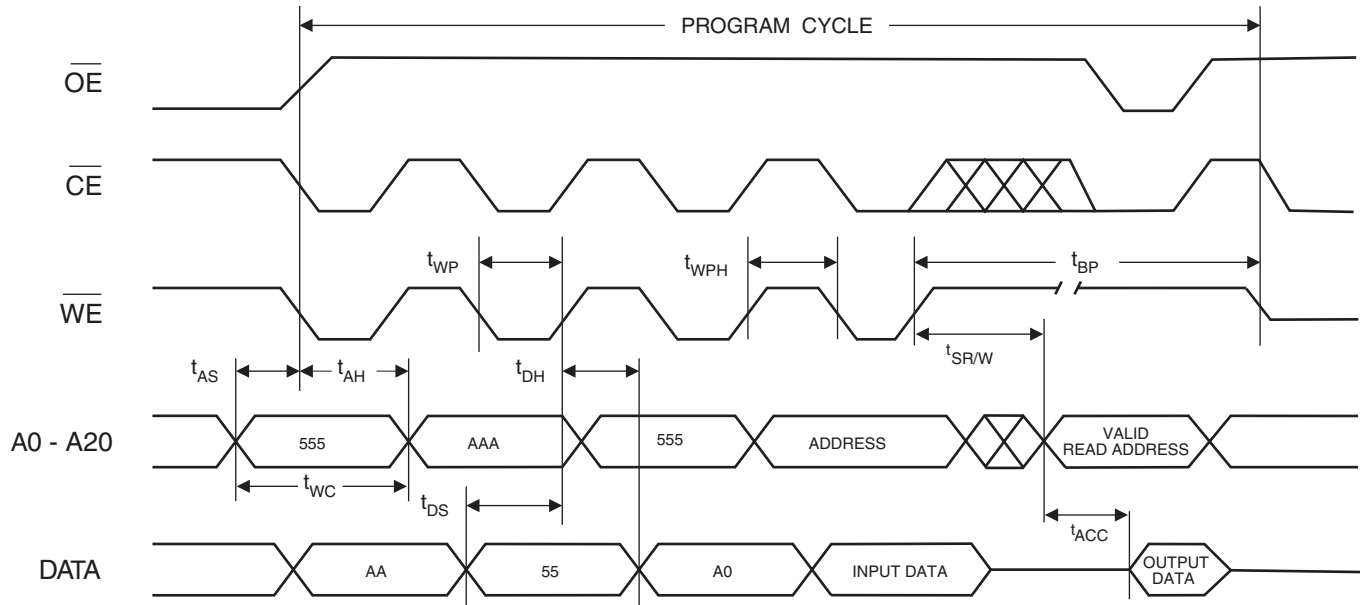 PROGRAM CYCLE
OE
CE
tWP
tWPH
tBP
WE
tSR/W
tAS
tAH
tDH
A0 - A20
555
AAA
555
ADDRESS
VALID
READ ADDRESS
tWC
tDS
tACC
DATA
AA
55
A0
INPUT DATA
OUTPUT
DATA